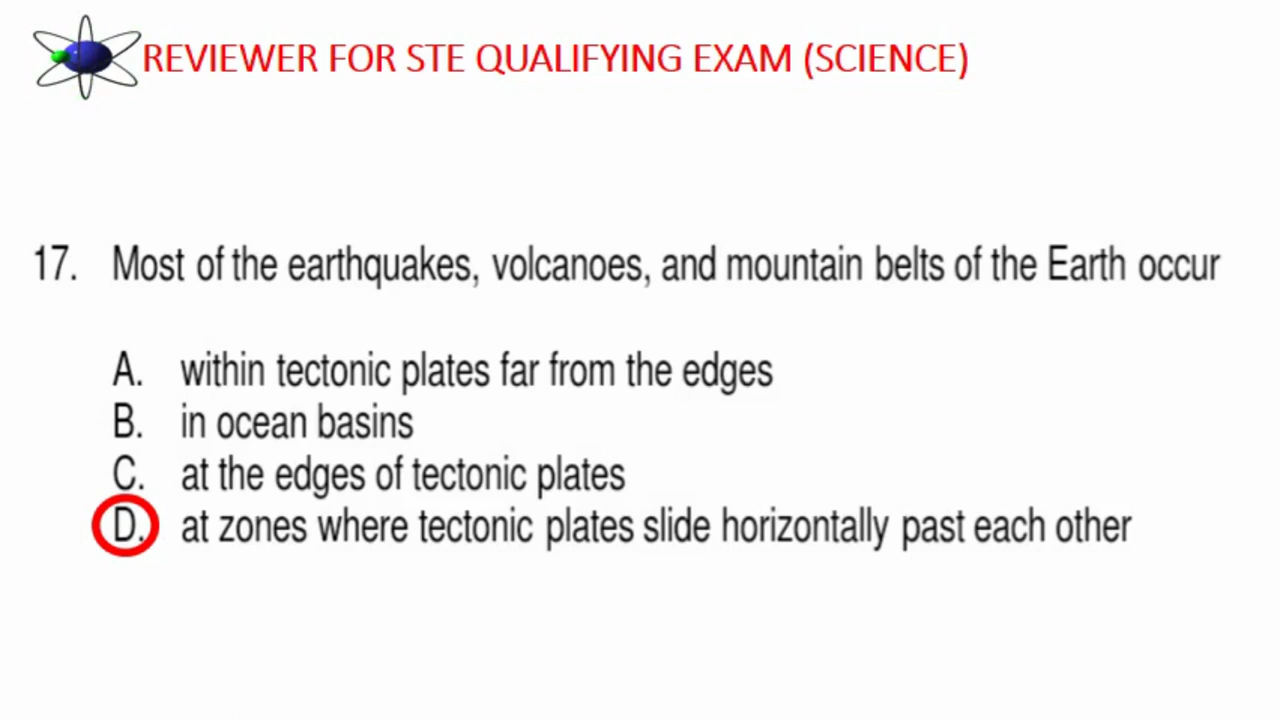 REVIEWER FOR STE QUALIFYING EXAM (SCIENCE)
17. Most of the earthquakes, volcanoes, and mountain belts of the Earth occur
A. within tectonic plates far from the edges
B. in ocean basins
C. at the edges of tectonic plates
D. at zones where tectonic plates slide horizontally past each other